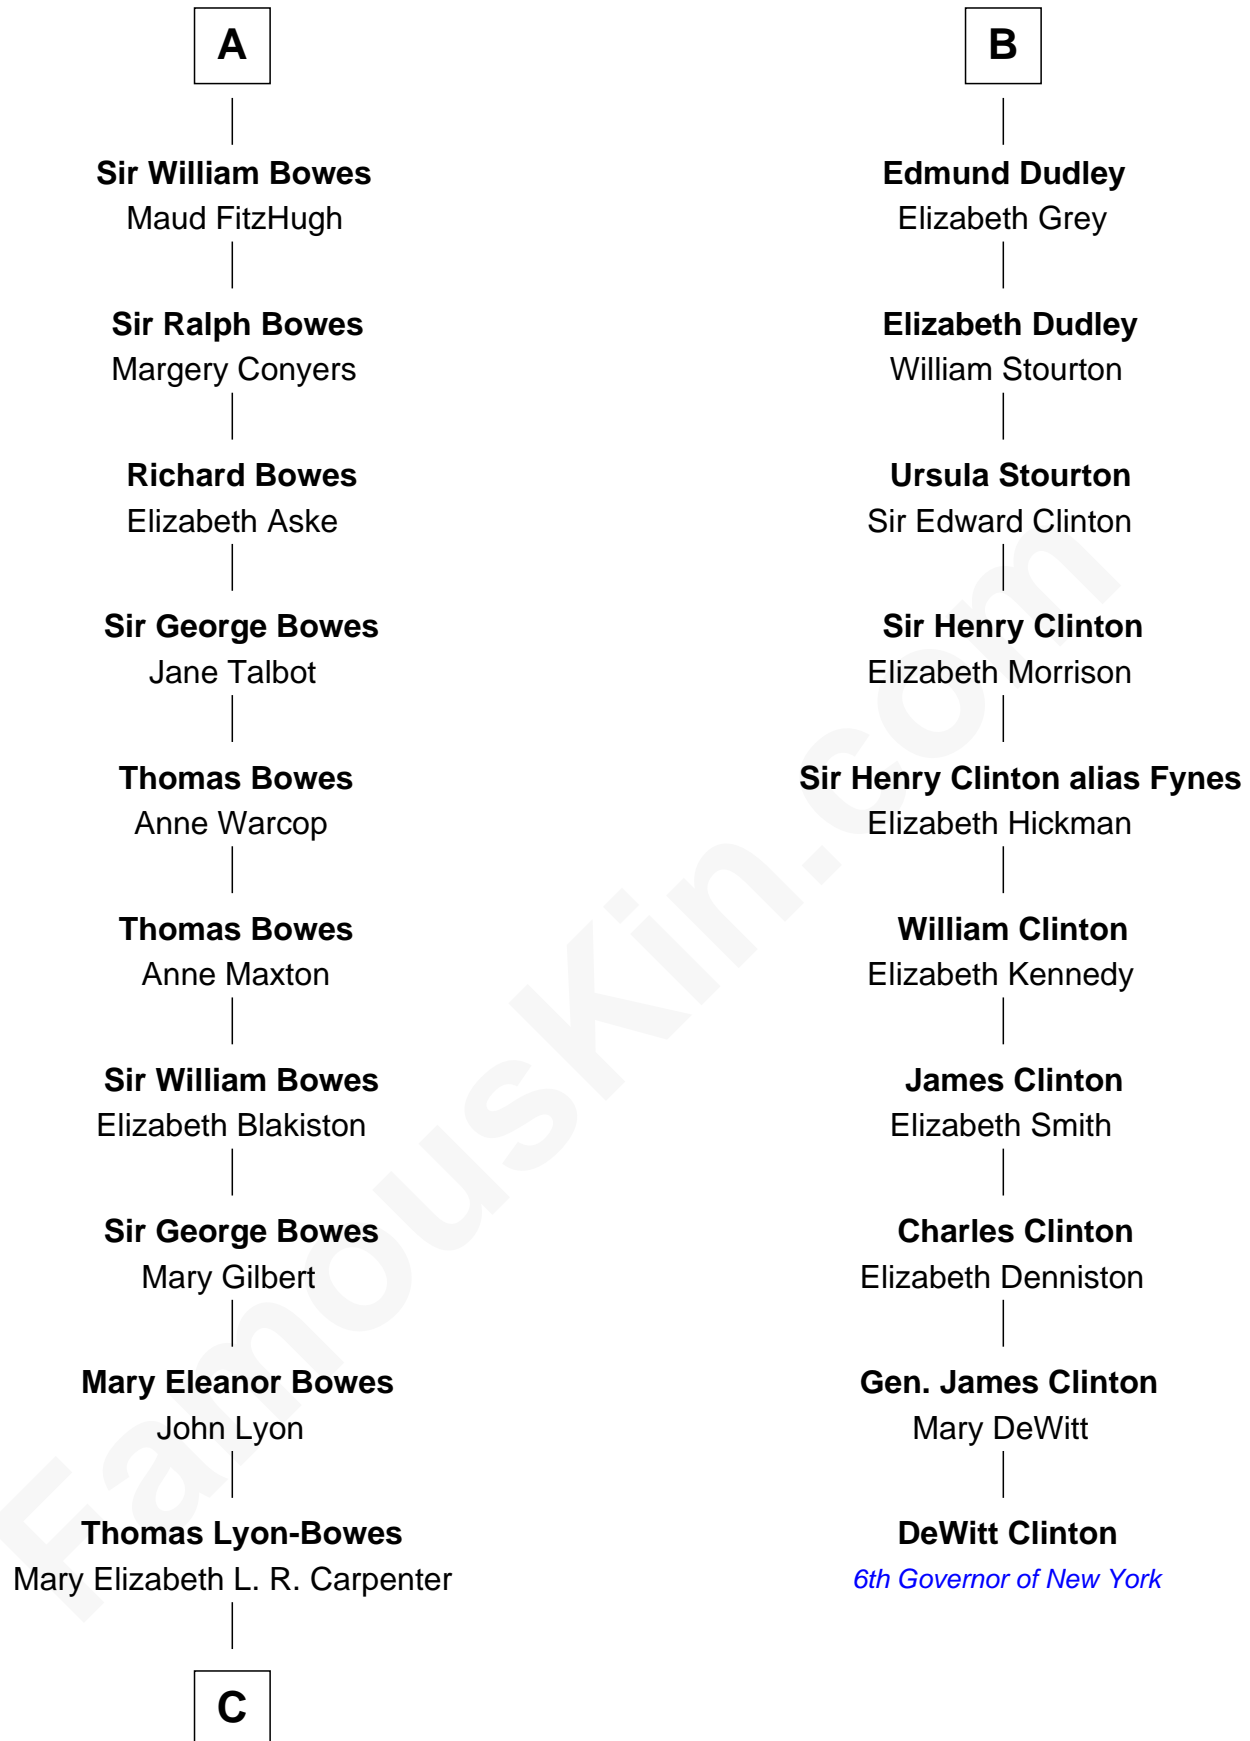 A
Sir William Bowes
Maud FitzHugh
Sir Ralph Bowes
Margery Conyers
Richard Bowes
Elizabeth Aske
Sir George Bowes
Jane Talbot
Thomas Bowes
Anne Warcop
Thomas Bowes
Anne Maxton
Sir William Bowes
Elizabeth Blakiston
Sir George Bowes
Mary Gilbert
Mary Eleanor Bowes
John Lyon
Thomas Lyon-Bowes
Mary Elizabeth L. R. Carpenter
C
B
Edmund Dudley
Elizabeth Grey
Elizabeth Dudley
William Stourton
Ursula Stourton
Sir Edward Clinton
Sir Henry Clinton
Elizabeth Morrison
Sir Henry Clinton alias Fynes
Elizabeth Hickman
William Clinton
Elizabeth Kennedy
James Clinton
Elizabeth Smith
Charles Clinton
Elizabeth Denniston
Gen. James Clinton
Mary DeWitt
DeWitt Clinton
6th Governor of New York
FamousKin.com